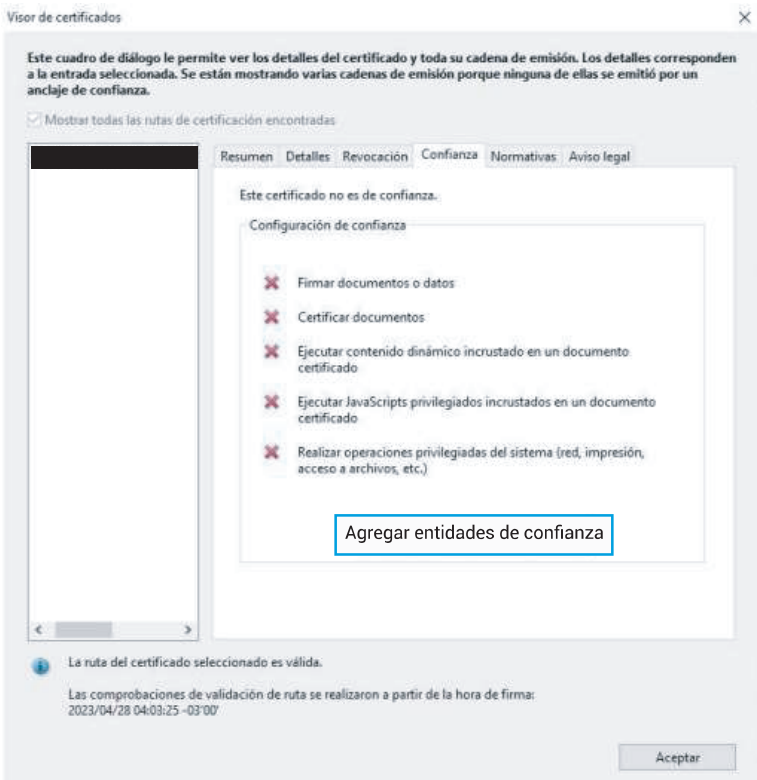 Visor de certificados
Este cuadro de diálogo le permite ver los detalles del certificado y toda su cadena de emisión. Los detalles corresponden
a la entrada seleccionada. Se están mostrando varias cadenas de emisión porque ninguna de ellas se emitió por un
anclaje de confianza.
Mostrar todas las rutas de certificación encontradas
Resumen Detalles Revocación Confianza Normativas Aviso legal
Este certificado no es de confianza.
Configuración de confianza
Firmar documentos o datos
Certificar documentos
Ejecutar contenido dinámico incrustado en un documento
certificado
Ejecutar JavaScripts privilegiados incrustados en un documento
certificado
Realizar operaciones privilegiadas del sistema (red, impresión,
acceso a archivos, etc.)
Agregar entidades de confianza
La ruta del certificado seleccionado es válida.
Las comprobaciones de validación de ruta se realizaron a partir de la hora de firma:
2023/04/28 04:03:25 -03'00'
Aceptar